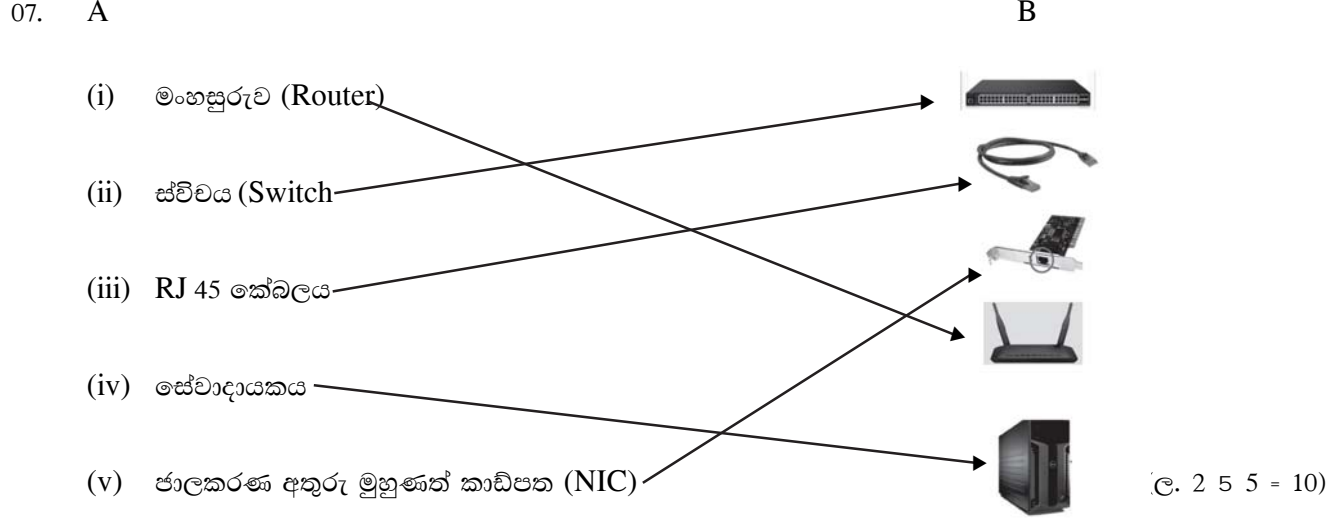 07. A B
(i) මංහසුරුව (Router)
(ii) ස්විචය (Switch
(iii) RJ 45 කේබලය
(iv) සේවාදායකය
(v) ජාලකරණ අතුරු මුහුණත් කාඩ්පත (NIC) (ල. 2 5 5 = 10)